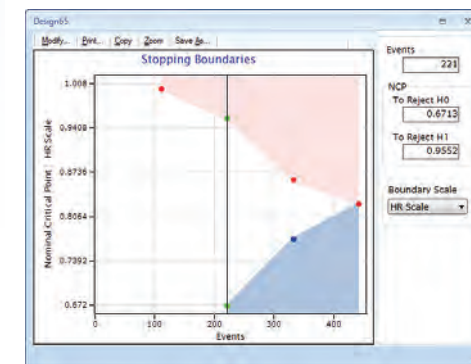 Design65
Modify... Print... Copy Zoom Save As...
Stopping Boundaries
Nominal Critical Point : HR Scale
1.008
0.9408
0.8736
0.8064
0.7392
0.672
0 100 200 300 400
Events
Events
221
NCP
To Reject H0
0.6713
To Reject H1
0.9552
Boundary Scale
HR Scale